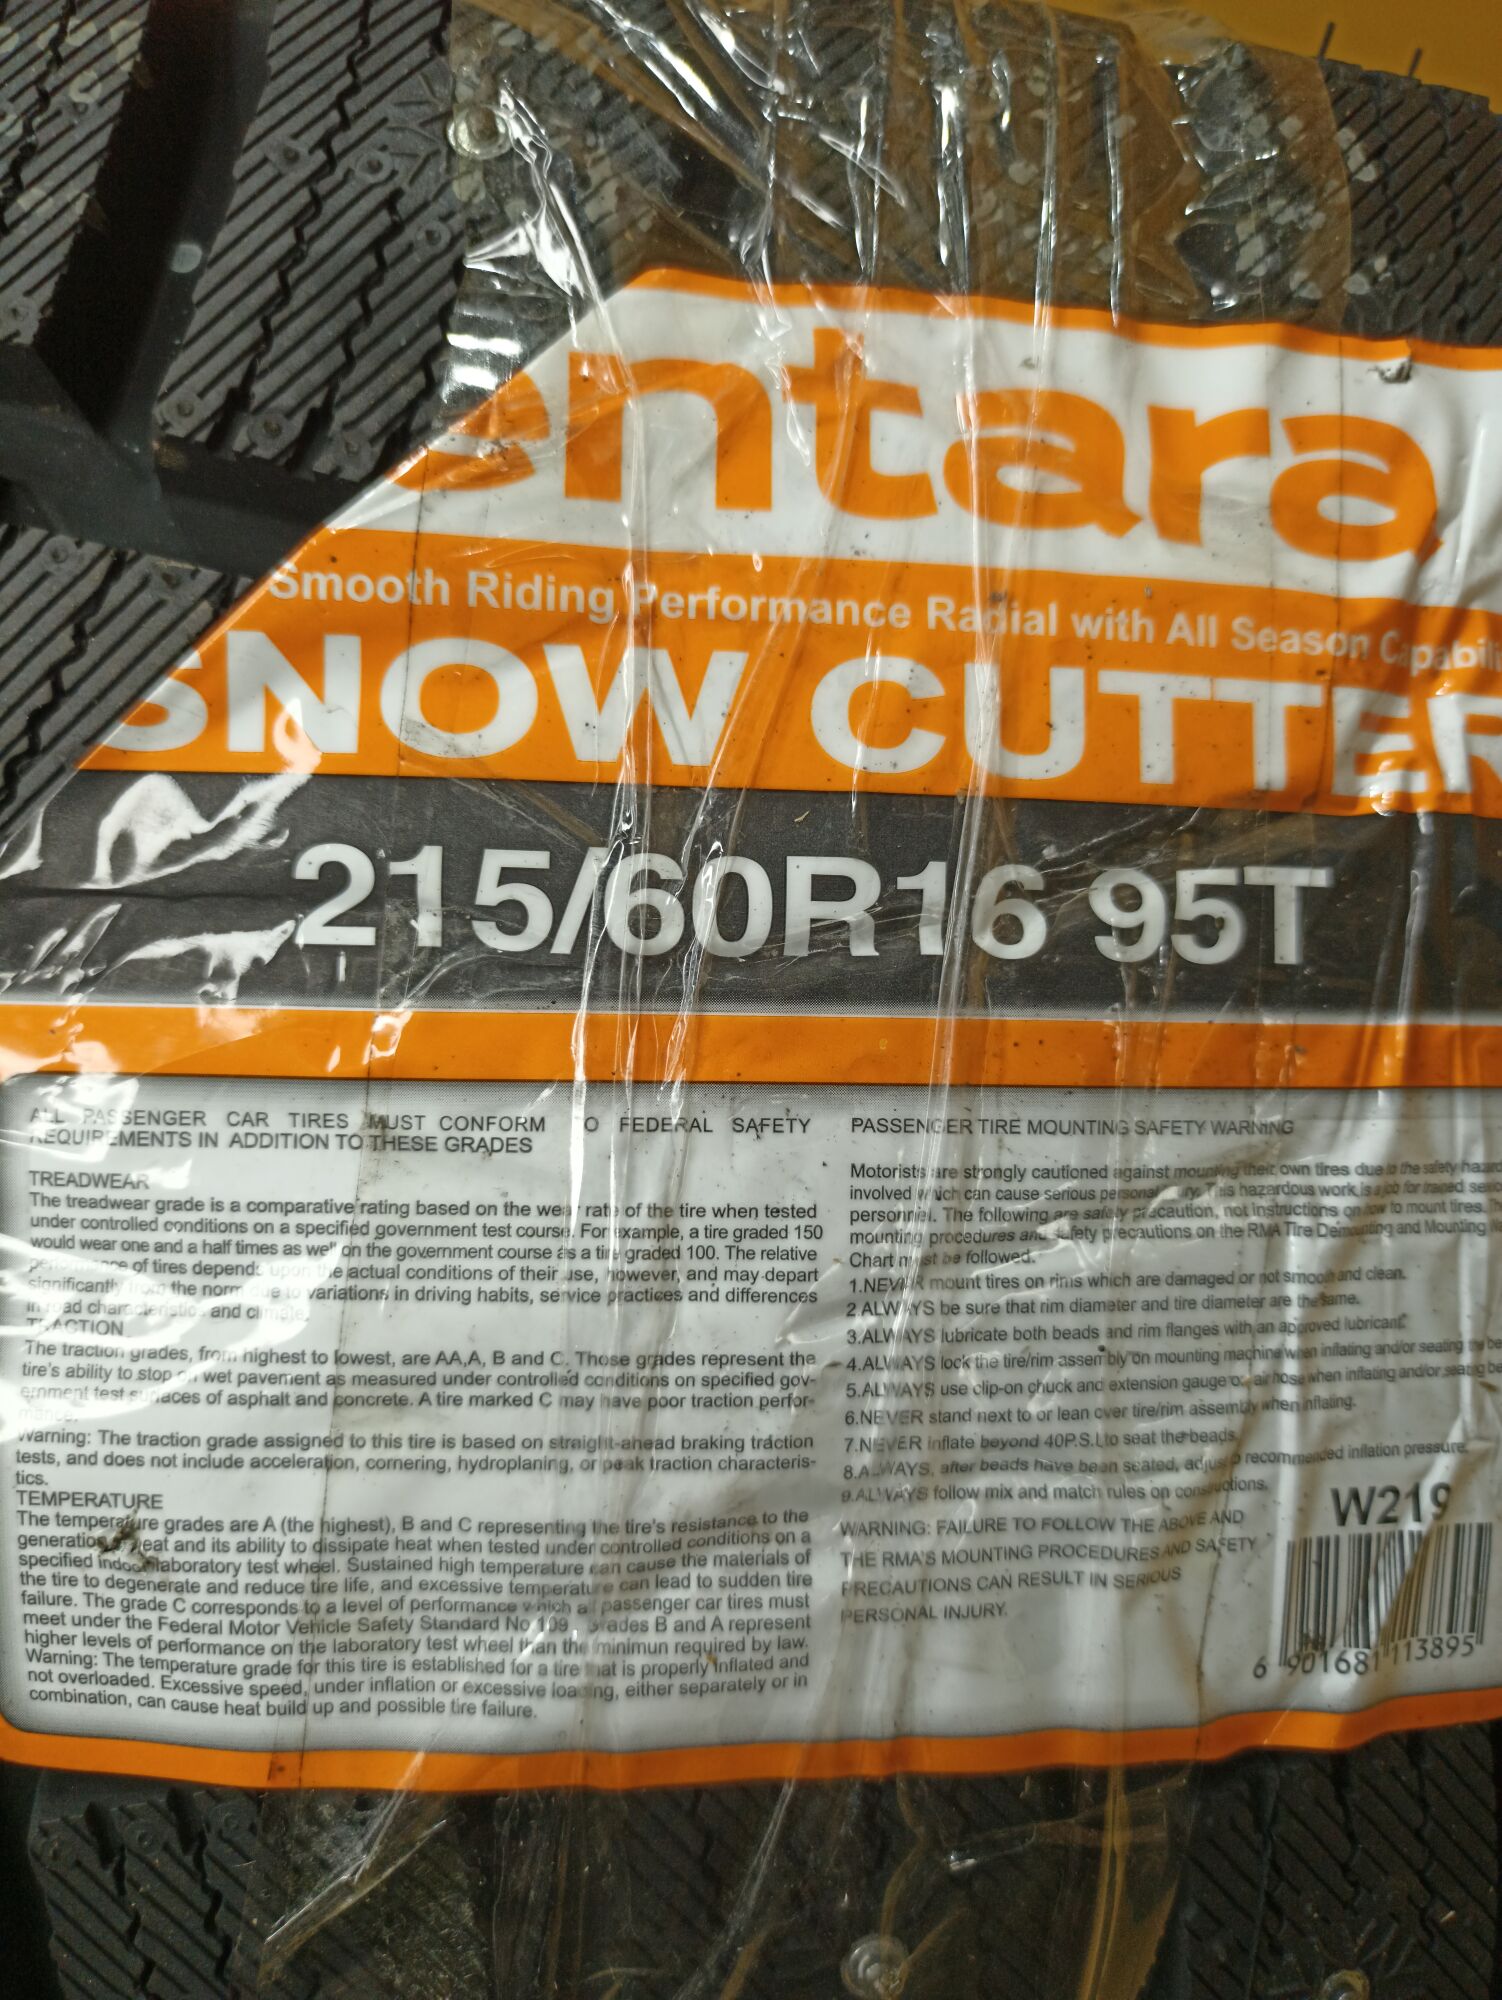 entara
Smooth Riding Performance Radial with All Season Capabili
SNOW CUTTER
215/60R16 95T
ALL PASSENGER CAR TIRES MUST CONFORM TO FEDERAL SAFETY
REQUIREMENTS IN ADDITION TO THESE GRADES
TREADWEAR
The treadwear grade is a comparative rating based on the wear rate of the tire when tested
under controlled conditions on a specified government test course. For example, a tire graded 150
would wear one and a half times as well on the government course as a tire graded 100. The relative
performance of tires depends upon the actual conditions of their use, however, and may depart
significantly from the norm due to variations in driving habits, service practices and differences
in road characteristics and climate.
TRACTION
The traction grades, from highest to lowest, are AA,A, B and C. Those grades represent the
tire's ability to stop on wet pavement as measured under controlled conditions on specified gov-
ernment test surfaces of asphalt and concrete. A tire marked C may have poor traction perfor-
mance.
Warning: The traction grade assigned to this tire is based on straight-ahead braking traction
tests, and does not include acceleration, cornering, hydroplaning, or peak traction characteris-
tics.
TEMPERATURE
The temperature grades are A (the highest), B and C representing the tire's resistance to the
generation heat and its ability to dissipate heat when tested under controlled conditions on a
specified indoor laboratory test wheel. Sustained high temperature can cause the materials of
the tire to degenerate and reduce tire life, and excessive temperature can lead to sudden tire
failure. The grade C corresponds to a level of performance which all passenger car tires must
meet under the Federal Motor Vehicle Safety Standard No.109. Grades B and A represent
higher levels of performance on the laboratory test wheel than the minimun required by law.
Warning: The temperature grade for this tire is established for a tire that is properly inflated and
not overloaded. Excessive speed, under inflation or excessive loading, either separately or in
combination, can cause heat build up and possible tire failure.
PASSENGER TIRE MOUNTING SAFETY WARNING
Motorists are strongly cautioned against mounting their own tires due to the safety hazard
involved which can cause serious personal injury. This hazardous work is a job for trained
personnel. The following are safety precaution, not instructions on how to mount tires.
mounting procedures and safety precautions on the RMA Tire Demounting and Mounting
Chart must be followed.
1.NEVER mount tires on rims which are damaged or not smooth and clean.
2.ALWAYS be sure that rim diameter and tire diameter are the same.
3.ALWAYS lubricate both beads and rim flanges with an approved lubricant.
4.ALWAYS lock the tire/rim assembly on mounting machine when inflating and/or seating the be
5.ALWAYS use clip-on chuck and extension gauge or air hose when inflating and/or seating be
6.NEVER stand next to or lean over tire/rim assembly when inflating.
7.NEVER inflate beyond 40P.S.I.to seat the beads.
8.ALWAYS, after beads have been seated, adjust to recommended inflation pressure.
9.ALWAYS follow mix and match rules on constructions.
WARNING: FAILURE TO FOLLOW THE ABOVE AND
THE RMA'S MOUNTING PROCEDURES AND SAFETY
PRECAUTIONS CAN RESULT IN SERIOUS
PERSONAL INJURY.
W219
6 901681 113895